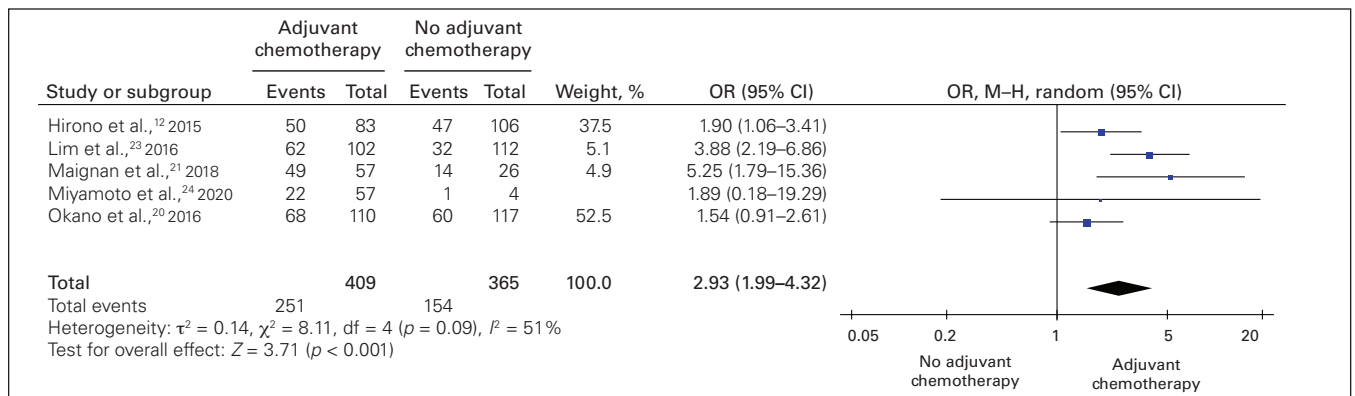 Adjuvant chemotherapy No adjuvant chemotherapy
Study or subgroup Events Total Events Total Weight, % OR (95% CI) OR, M–H, random (95% CI)
Hirono et al.,12 2015 50 83 47 106 37.5 1.90 (1.06–3.41)
Lim et al.,23 2016 62 102 32 112 5.1 3.88 (2.19–6.86)
Maignan et al.,21 2018 49 57 14 26 4.9 5.25 (1.79–15.36)
Miyamoto et al.,24 2020 22 57 1 4 1.89 (0.18–19.29)
Okano et al.,20 2016 68 110 60 117 52.5 1.54 (0.91–2.61)
Total 409 365 100.0 2.93 (1.99–4.32)
Total events 251 154
Heterogeneity: τ² = 0.14, χ² = 8.11, df = 4 (p = 0.09), I² = 51%
Test for overall effect: Z = 3.71 (p < 0.001)
0.05 0.2 1 5 20
No adjuvant chemotherapy Adjuvant chemotherapy